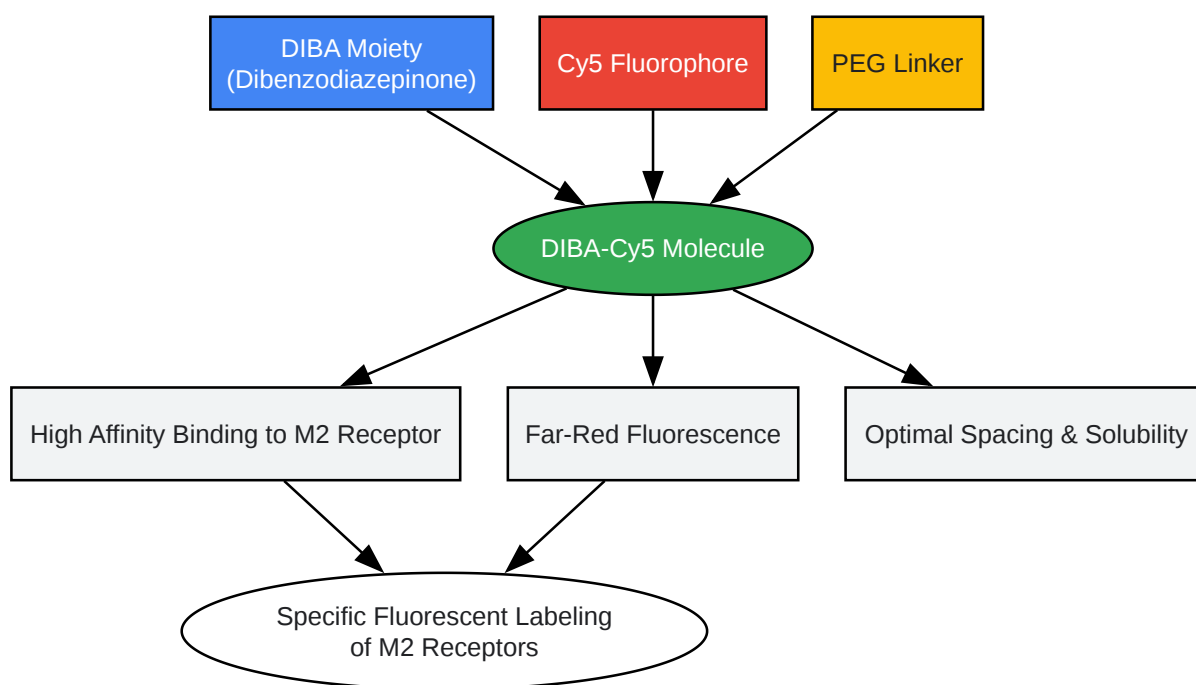 DIBA Moiety
(Dibenzodiazepinone)
Cy5 Fluorophore
PEG Linker
DIBA-Cy5 Molecule
High Affinity Binding to M2 Receptor
Far-Red Fluorescence
Optimal Spacing & Solubility
Specific Fluorescent Labeling
of M2 Receptors